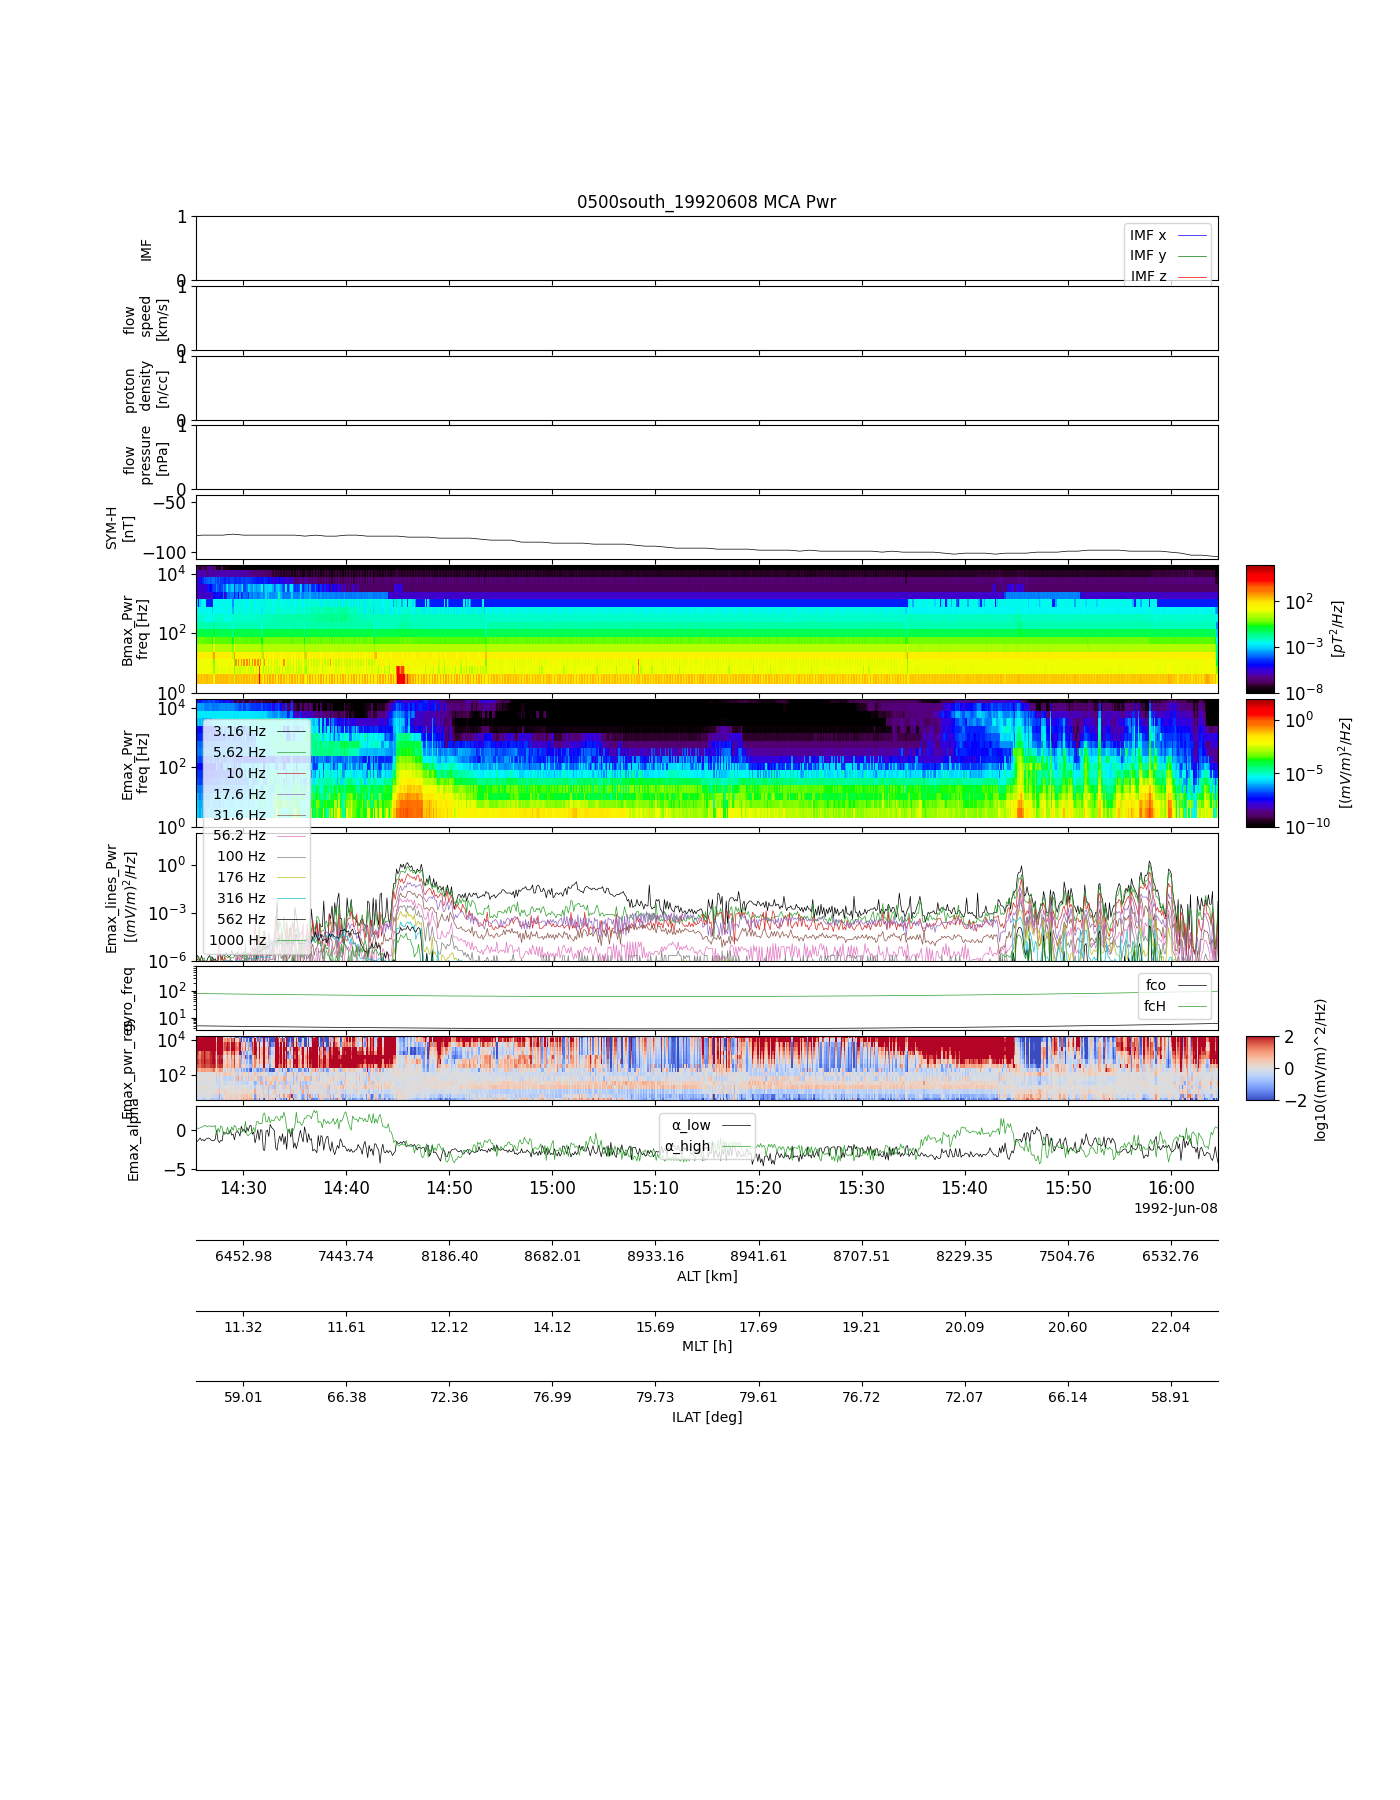 0500south_19920608 MCA Pwr
1
IMF
0
IMF x
IMF y
IMF z
1
flow
speed
[km/s]
0
1
proton
density
[n/cc]
0
1
flow
pressure
[nPa]
0
−50
SYM-H
[nT]
−100
10^4
Bmax_Pwr
freq [Hz]
10^2
10^0
10^2
10^−3
10^−8
[pT^2/Hz]
10^4
Emax_Pwr
freq [Hz]
10^2
10^0
10^0
10^−5
10^−10
[(mV/m)^2/Hz]
3.16 Hz
5.62 Hz
10 Hz
17.6 Hz
31.6 Hz
56.2 Hz
100 Hz
176 Hz
316 Hz
562 Hz
1000 Hz
10^0
Emax_lines_Pwr
[(mV/m)^2/Hz]
10^−3
10^−6
gyro_freq
10^2
10^1
fco
fcH
10^4
10^2
2
0
−2
log10((mV/m)^2/Hz)
Emax_alpha
0
−5
α_low
α_high
14:30 14:40 14:50 15:00 15:10 15:20 15:30 15:40 15:50 16:00
1992-Jun-08
6452.98 7443.74 8186.40 8682.01 8933.16 8941.61 8707.51 8229.35 7504.76 6532.76
ALT [km]
11.32 11.61 12.12 14.12 15.69 17.69 19.21 20.09 20.60 22.04
MLT [h]
59.01 66.38 72.36 76.99 79.73 79.61 76.72 72.07 66.14 58.91
ILAT [deg]